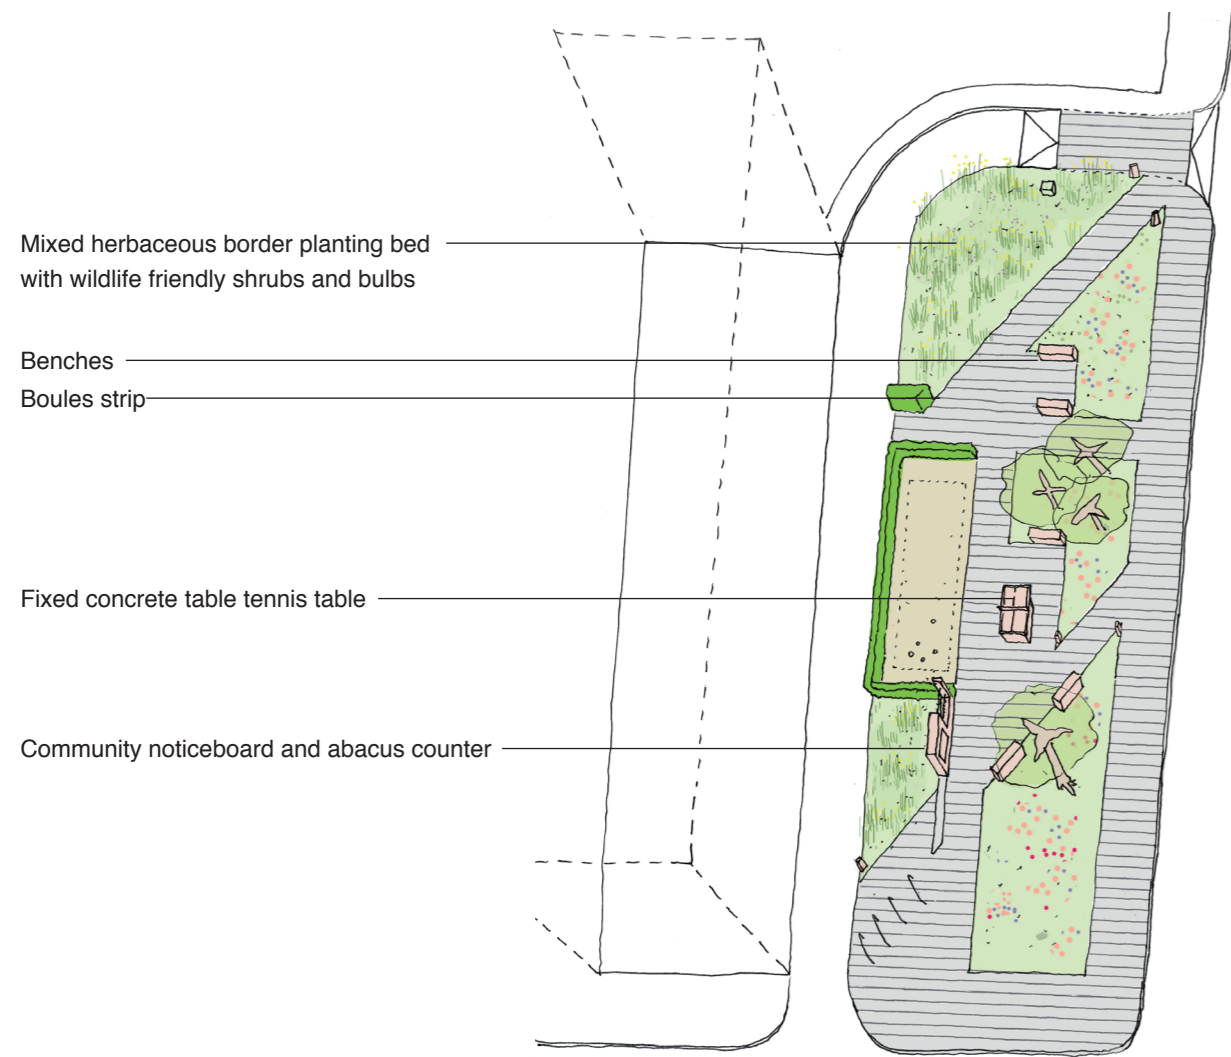 Mixed herbaceous border planting bed
with wildlife friendly shrubs and bulbs
Benches
Boules strip
Fixed concrete table tennis table
Community noticeboard and abacus counter